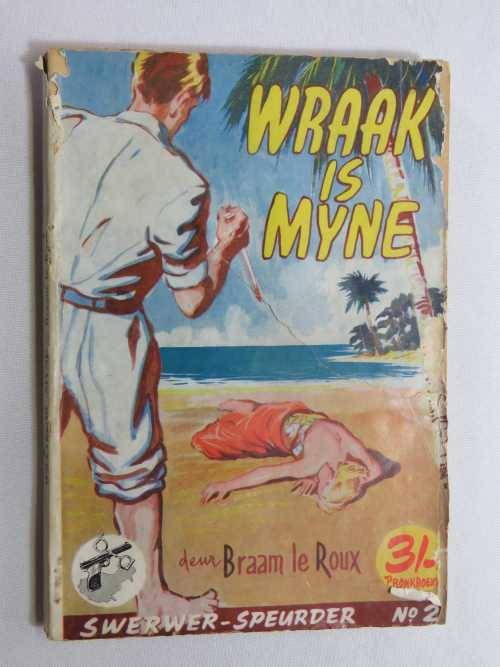 WRAAK
IS
MYNE
deur Braam le Roux
3/-
PRONKBOEK
SWERWER-SPEURDER Nº 2